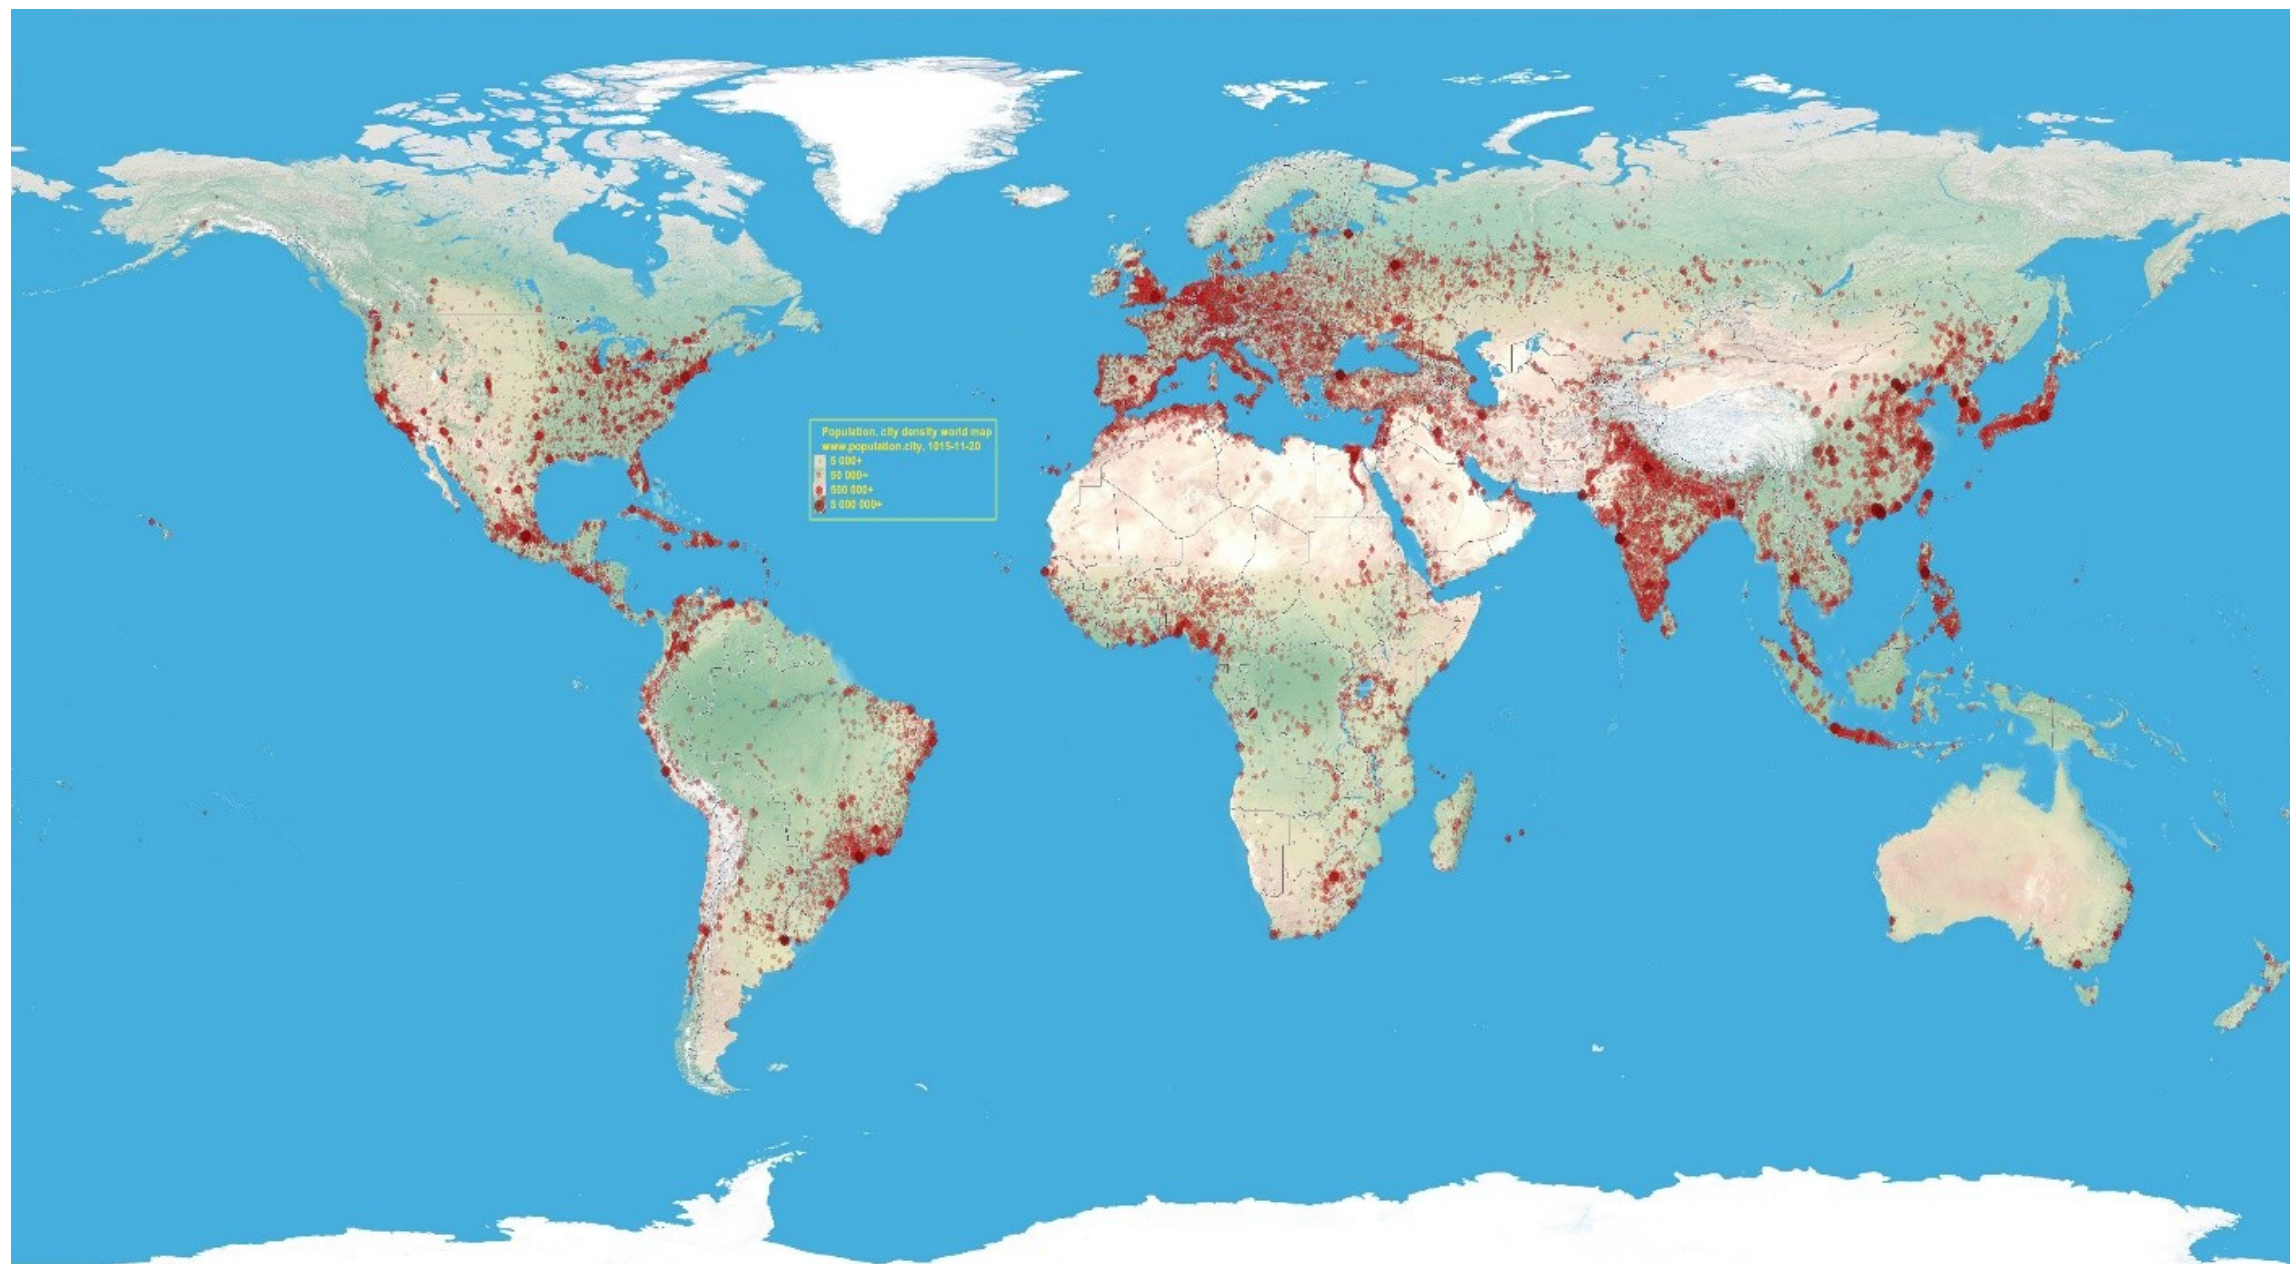 Population, city density world map
www.population.city, 1015-11-20
5 000+
50 000+
500 000+
5 000 000+